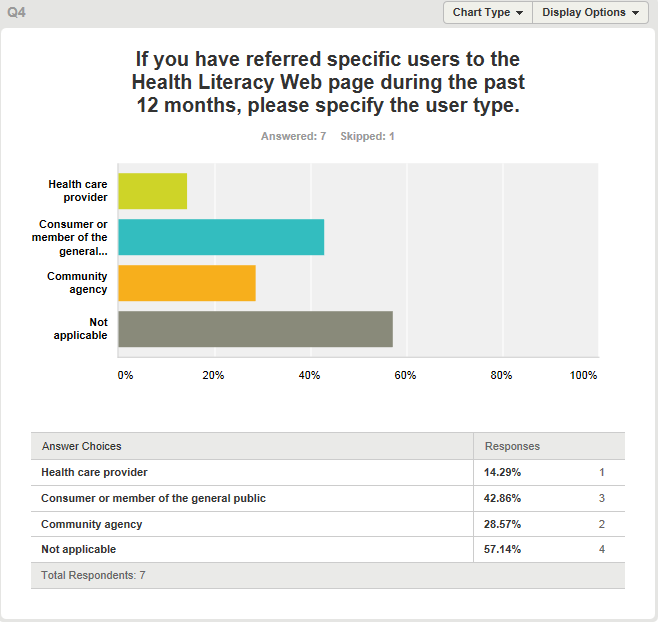 Q4
Chart Type
Display Options
If you have referred specific users to the
Health Literacy Web page during the past
12 months, please specify the user type.
Answered: 7 Skipped: 1
Health care
provider
Consumer or
member of the
general...
Community
agency
Not
applicable
0% 20% 40% 60% 80% 100%
Answer Choices Responses
Health care provider 14.29% 1
Consumer or member of the general public 42.86% 3
Community agency 28.57% 2
Not applicable 57.14% 4
Total Respondents: 7